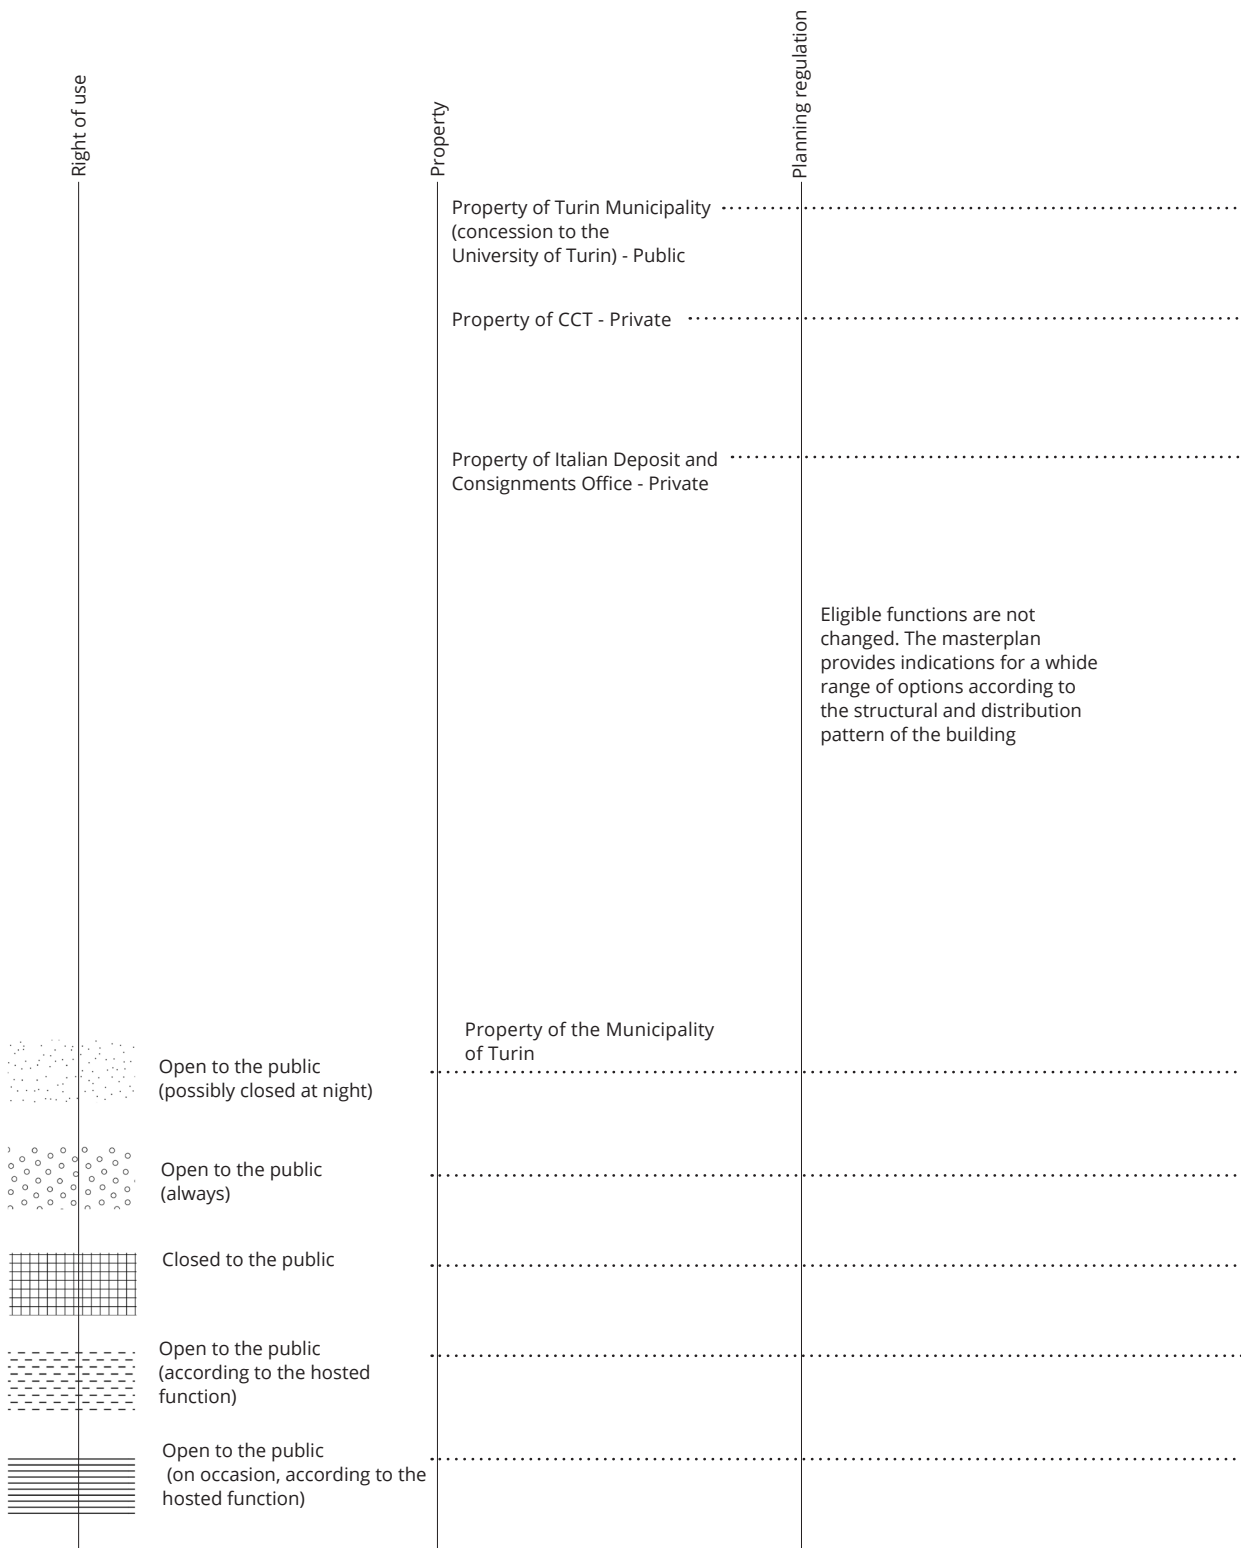 Right of use
Property
Planning regulation
Property of Turin Municipality
(concession to the
University of Turin) - Public
Property of CCT - Private
Property of Italian Deposit and
Consignments Office - Private
Eligible functions are not
changed. The masterplan
provides indications for a whide
range of options according to
the structural and distribution
pattern of the building
Property of the Municipality
of Turin
Open to the public
(possibly closed at night)
Open to the public
(always)
Closed to the public
Open to the public
(according to the hosted
function)
Open to the public
(on occasion, according to the
hosted function)